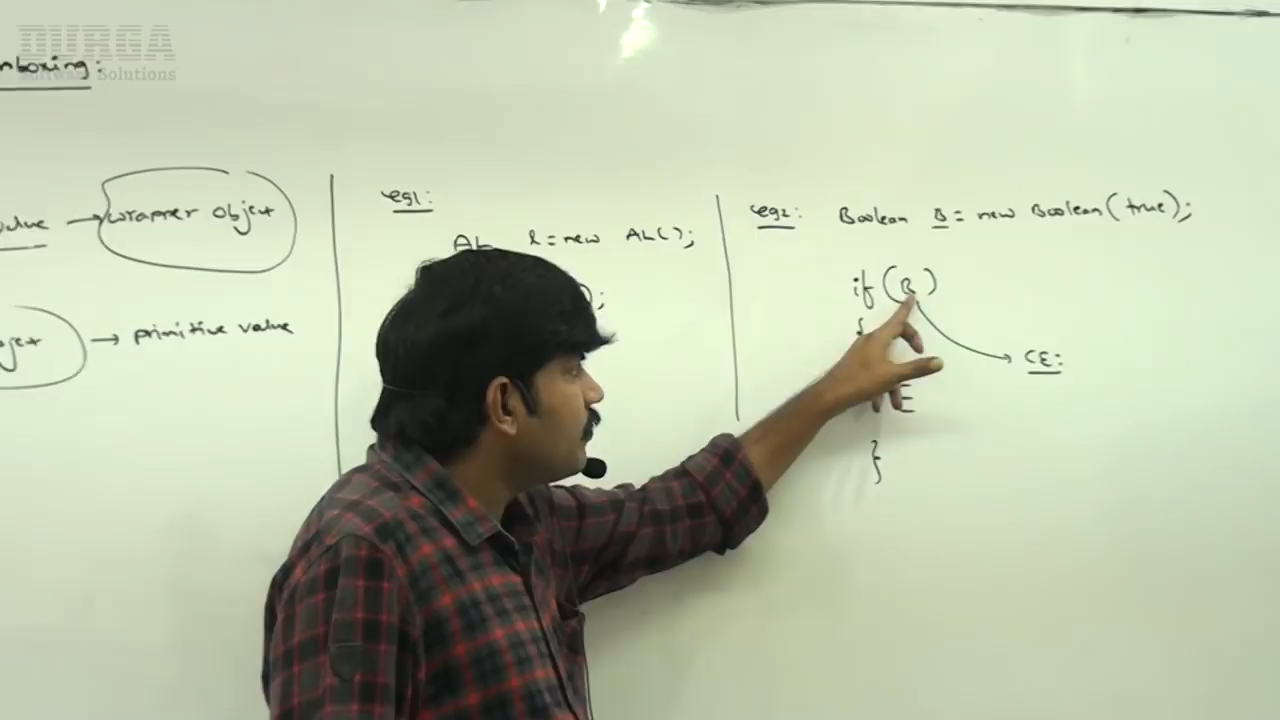 DURGA
Software Solutions
nboxing:
alue → wrapper object
ject → primitive value
eg1:
AL l = new AL();
);
eg2: Boolean B = new Boolean(true);
if (B)
{
CE:
}